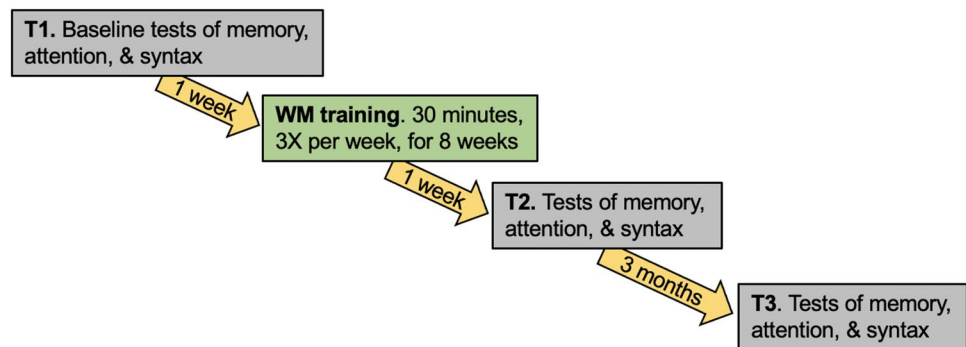 T1. Baseline tests of memory,
attention, & syntax
1 week
WM training. 30 minutes,
3X per week, for 8 weeks
1 week
T2. Tests of memory,
attention, & syntax
3 months
T3. Tests of memory,
attention, & syntax